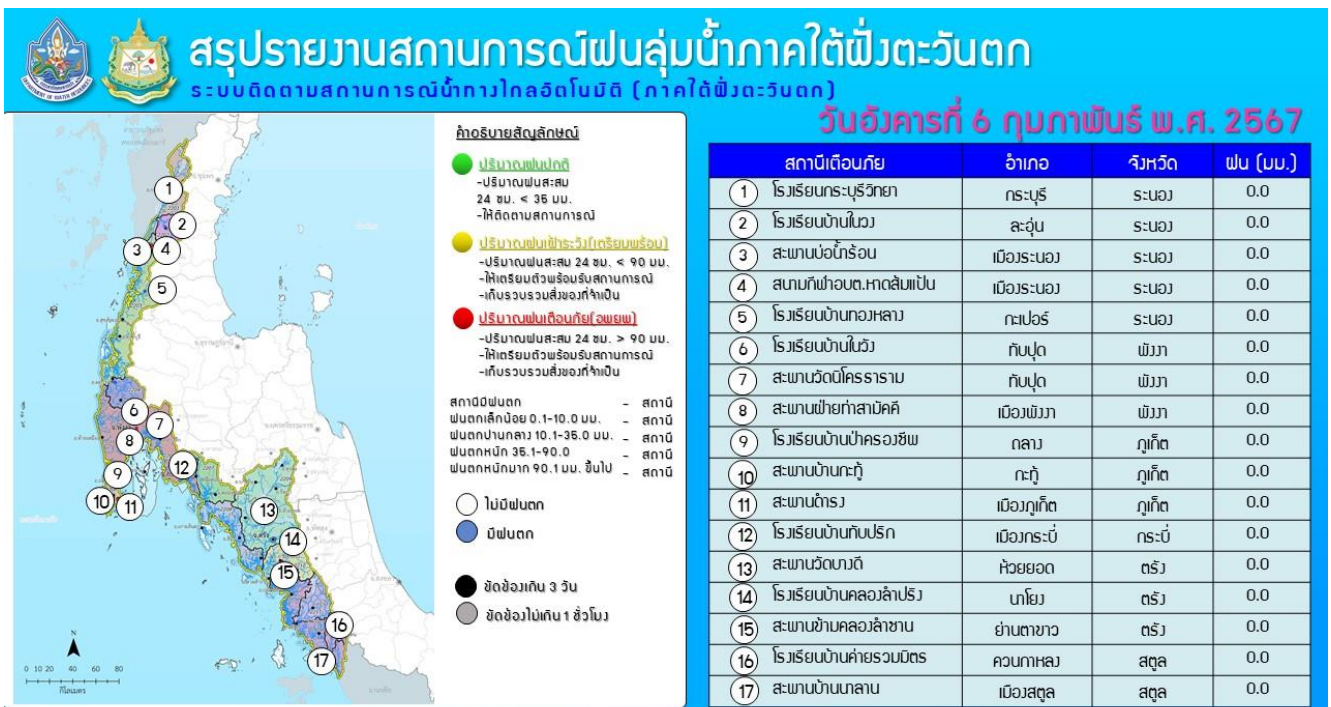 สรุปรายงานสถานการณ์ฝนลุ่มน้ำภาคใต้ฝั่งตะวันตก
ระบบติดตามสถานการณ์น้ำทางไกลอัตโนมัติ (ภาคใต้ฝั่งตะวันตก)
วันอังคารที่ 6 กุมภาพันธ์ พ.ศ. 2567
คำอธิบายสัญลักษณ์
ปริมาณฝนปกติ
-ปริมาณฝนสะสม
24 ชม. < 35 มม.
-ให้ติดตามสถานการณ์
ปริมาณฝนเฝ้าระวัง(เตรียมพร้อม)
-ปริมาณฝนสะสม 24 ชม. < 90 มม.
-ให้เตรียมตัวพร้อมรับสถานการณ์
-เก็บรวบรวมสิ่งของที่จำเป็น
ปริมาณฝนเตือนภัย(อพยพ)
-ปริมาณฝนสะสม 24 ชม. > 90 มม.
-ให้เตรียมตัวพร้อมรับสถานการณ์
-เก็บรวบรวมสิ่งของที่จำเป็น
สถานีมีฝนตก - สถานี
ฝนตกเล็กน้อย 0.1-10.0 มม. - สถานี
ฝนตกปานกลาง 10.1-35.0 มม. - สถานี
ฝนตกหนัก 35.1-90.0 - สถานี
ฝนตกหนักมาก 90.1 มม. ขึ้นไป - สถานี
ไม่มีฝนตก
มีฝนตก
ขัดข้องเกิน 3 วัน
ขัดข้องไม่เกิน 1 ชั่วโมง
1
2
3 4
5
6
7
8
9
12
10 11
13
14
15
16
17
N
0 10 20 40 60 80
กิโลเมตร
สถานีเตือนภัย อำเภอ จังหวัด ฝน (มม.)
1 โรงเรียนกระบุรีวิทยา กระบุรี ระนอง 0.0
2 โรงเรียนบ้านในวง ละอุ่น ระนอง 0.0
3 สะพานบ่อน้ำร้อน เมืองระนอง ระนอง 0.0
4 สนามกีฬาอบต.หาดส้มแป้น เมืองระนอง ระนอง 0.0
5 โรงเรียนบ้านทองหลาง กะเปอร์ ระนอง 0.0
6 โรงเรียนบ้านในวัง ทับปุด พังงา 0.0
7 สะพานวัดนิโครธาราม ทับปุด พังงา 0.0
8 สะพานฝ่ายท่าสามัคคี เมืองพังงา พังงา 0.0
9 โรงเรียนบ้านป่าครองชีพ ถลาง ภูเก็ต 0.0
10 สะพานบ้านกะทู้ กะทู้ ภูเก็ต 0.0
11 สะพานดำรง เมืองภูเก็ต ภูเก็ต 0.0
12 โรงเรียนบ้านทับปริก เมืองกระบี่ กระบี่ 0.0
13 สะพานวัดบางดี ห้วยยอด ตรัง 0.0
14 โรงเรียนบ้านคลองลำปริง นาโยง ตรัง 0.0
15 สะพานข้ามคลองลำชาน ย่านตาขาว ตรัง 0.0
16 โรงเรียนบ้านค่ายรวมมิตร ควนกาหลง สตูล 0.0
17 สะพานบ้านนาลาน เมืองสตูล สตูล 0.0